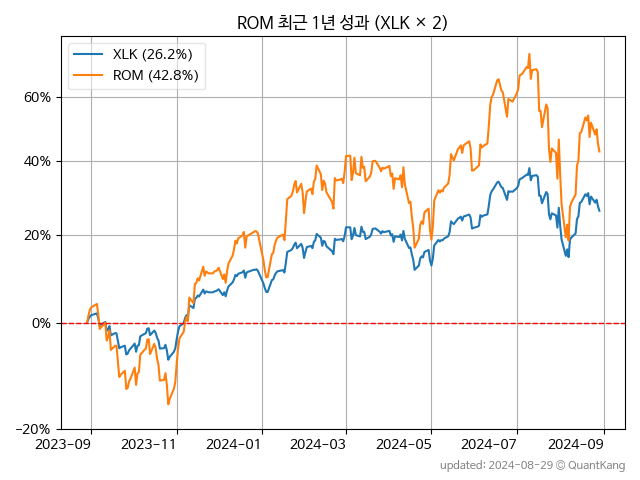 ROM 최근 1년 성과 (XLK × 2)
XLK (26.2%)
ROM (42.8%)
60%
40%
20%
0%
−20%
2023-09 2023-11 2024-01 2024-03 2024-05 2024-07 2024-09
updated: 2024-08-29 © QuantKang